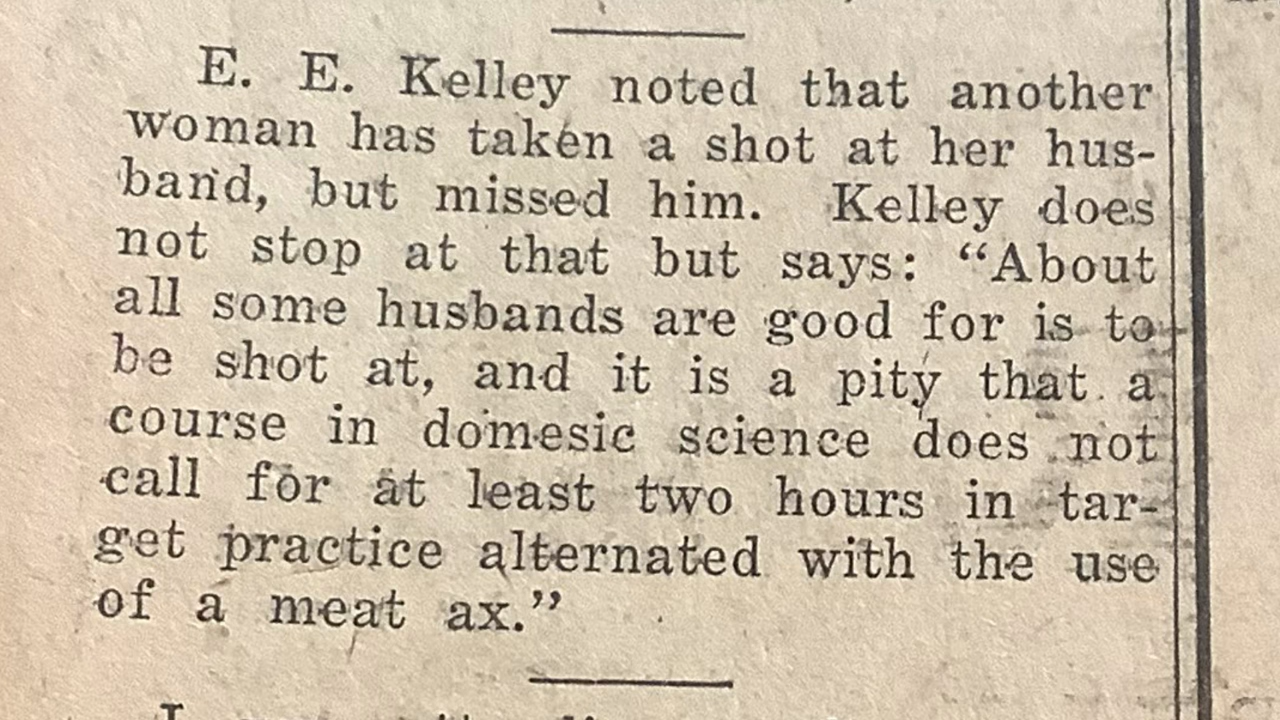 E. E. Kelley noted that another
woman has taken a shot at her hus-
band, but missed him. Kelley does
not stop at that but says: “About
all some husbands are good for is to
be shot at, and it is a pity that a
course in domesic science does not
call for at least two hours in tar-
get practice alternated with the use
of a meat ax.”